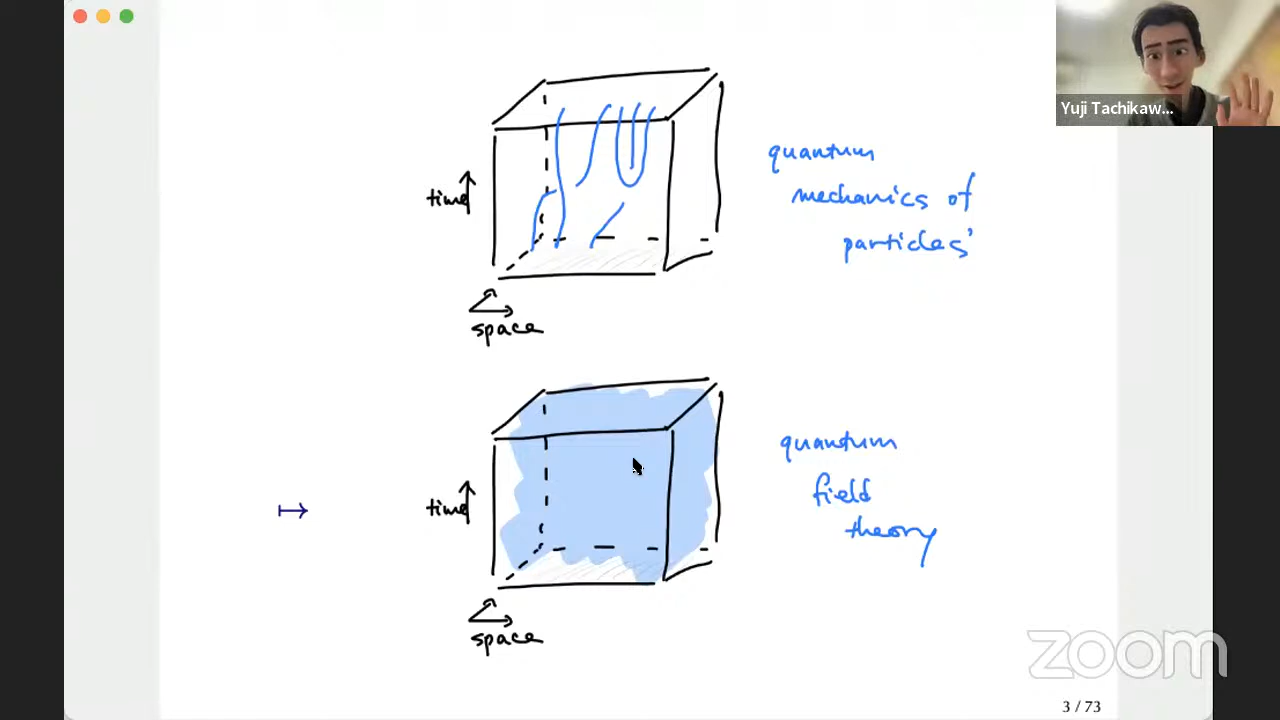 Yuji Tachikaw...
quantum
mechanics of
particles'
time
space
quantum
field
theory
↦
time
space
zoom
3 / 73